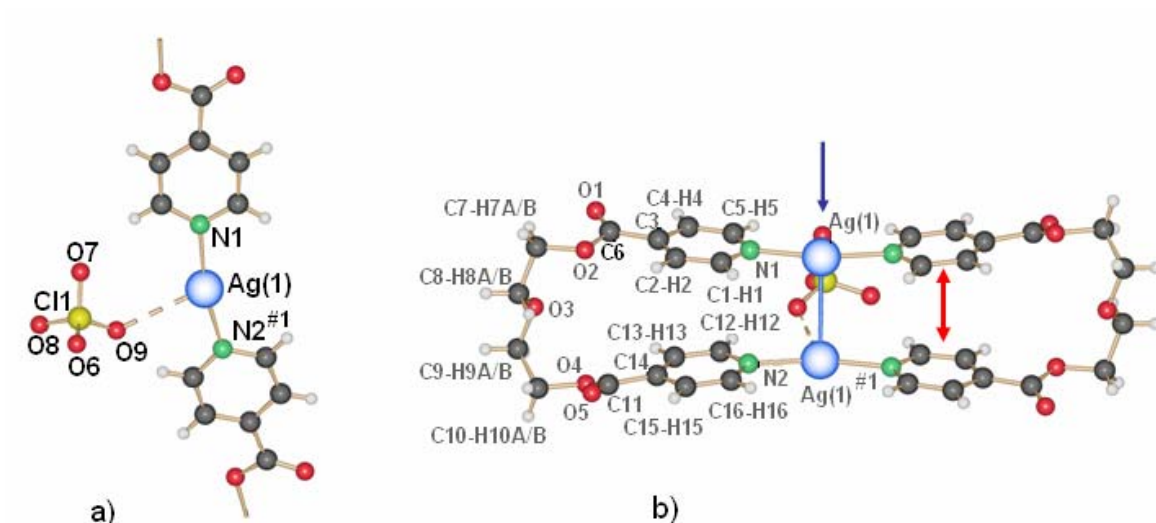 N1
O7
Cl1
Ag(1)
N2#1
O8
O9
O6
a)
O1
C4-H4
C7-H7A/B
C3
C5-H5
Ag(1)
C6
O2
N1
C8-H8A/B
C2-H2
O3
C1-H1
C13-H13
C12-H12
O4
C14
C9-H9A/B
N2
Ag(1) #1
O5
C11
C16-H16
C15-H15
C10-H10A/B
b)